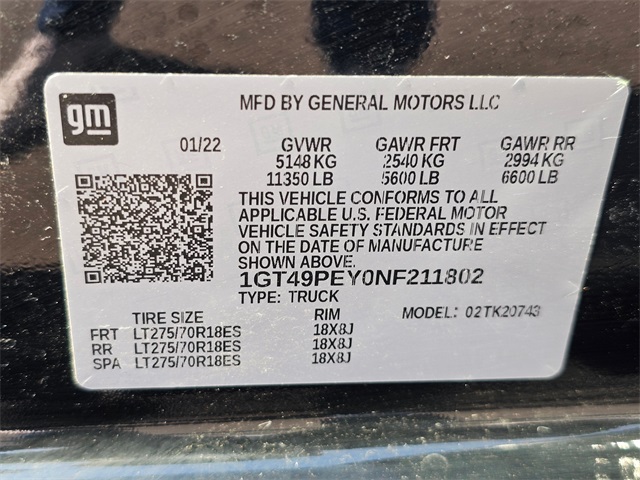 gm
MFD BY GENERAL MOTORS LLC
01/22 GVWR GAWR FRT GAWR RR
5148 KG 2540 KG 2994 KG
11350 LB 5600 LB 6600 LB
THIS VEHICLE CONFORMS TO ALL
APPLICABLE U.S. FEDERAL MOTOR
VEHICLE SAFETY STANDARDS IN EFFECT
ON THE DATE OF MANUFACTURE
SHOWN ABOVE.
1GT49PEY0NF211802
TYPE: TRUCK MODEL: 02TK20743
TIRE SIZE RIM
FRT LT275/70R18ES 18X8J
RR LT275/70R18ES 18X8J
SPA LT275/70R18ES 18X8J